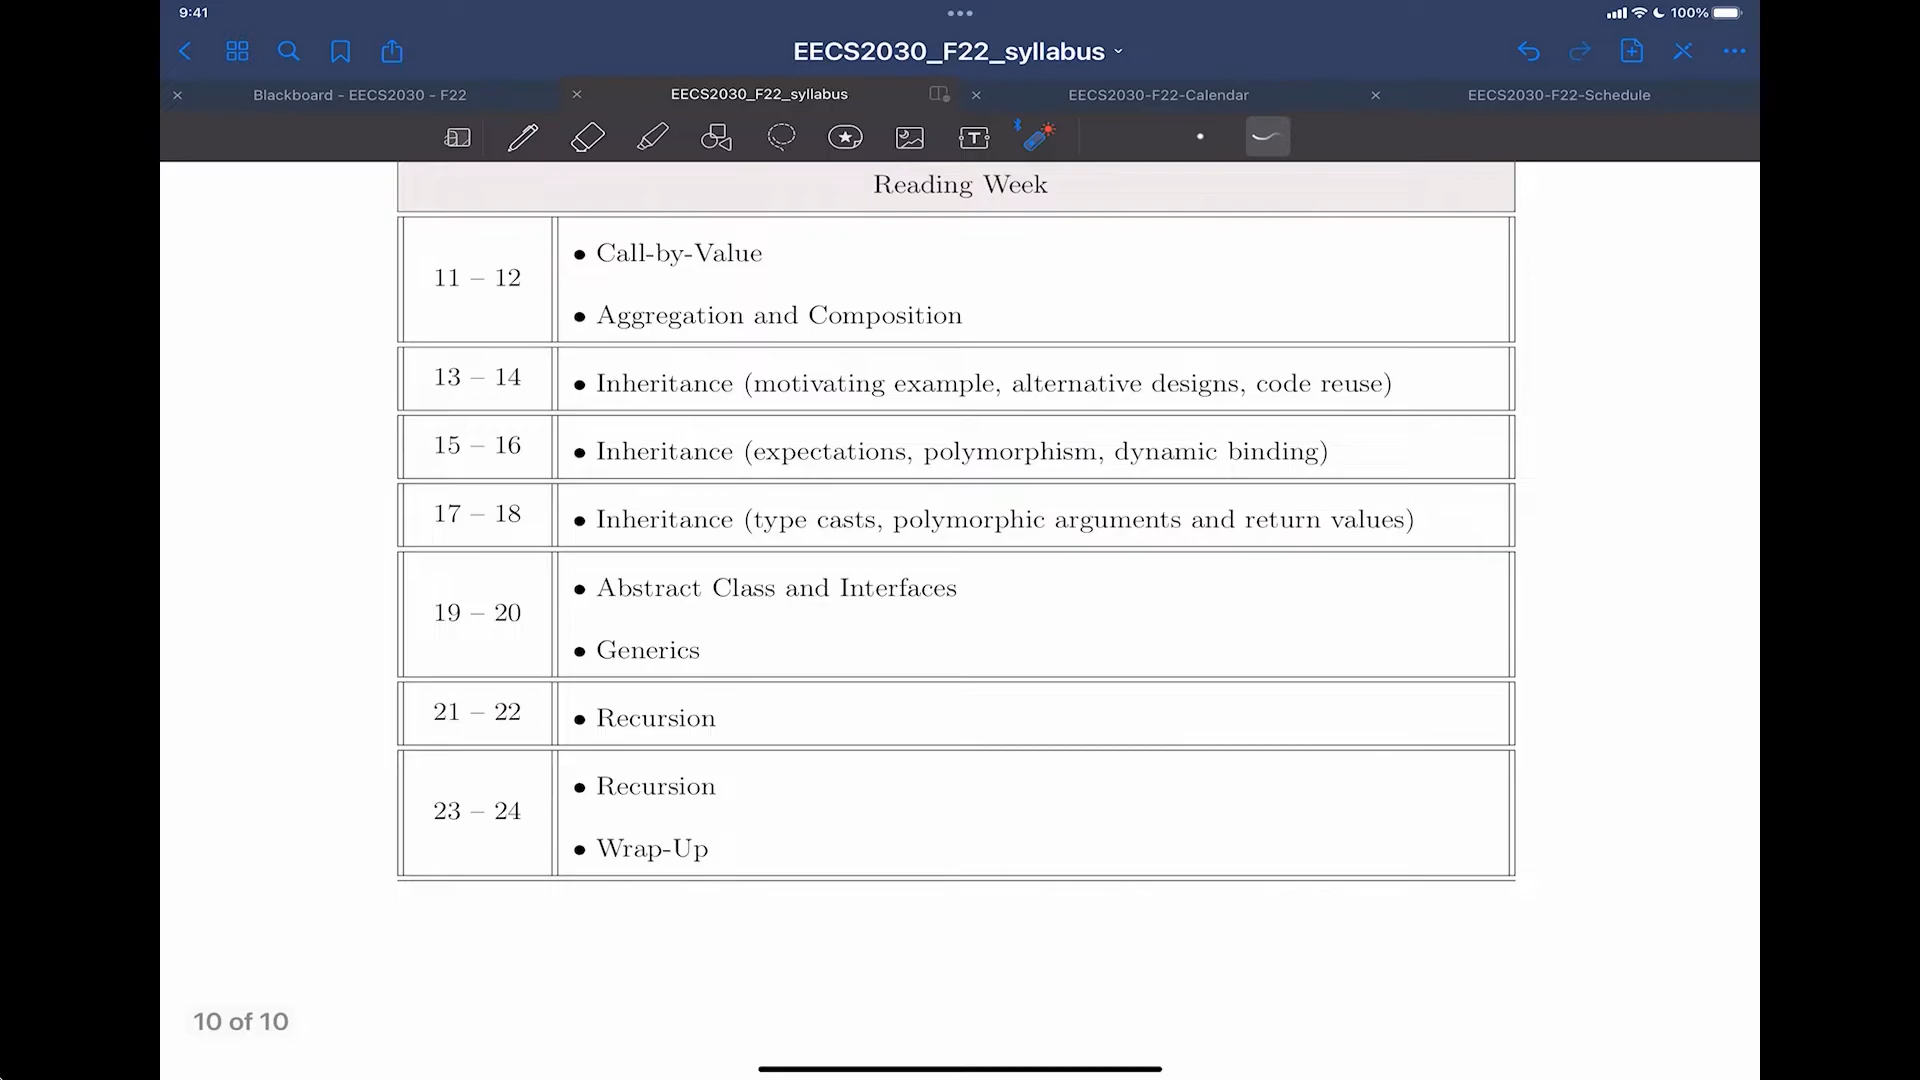 9:41
100%
EECS2030_F22_syllabus
Blackboard - EECS2030 - F22
EECS2030_F22_syllabus
EECS2030-F22-Calendar
EECS2030-F22-Schedule
T
Reading Week
11 – 12
• Call-by-Value
• Aggregation and Composition
13 – 14
• Inheritance (motivating example, alternative designs, code reuse)
15 – 16
• Inheritance (expectations, polymorphism, dynamic binding)
17 – 18
• Inheritance (type casts, polymorphic arguments and return values)
19 – 20
• Abstract Class and Interfaces
• Generics
21 – 22
• Recursion
23 – 24
• Recursion
• Wrap-Up
10 of 10